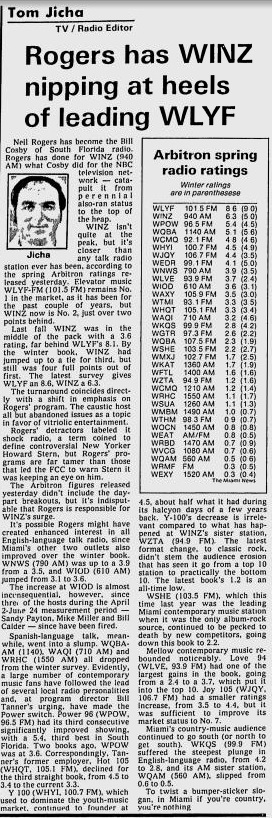 Tom Jicha
TV / Radio Editor
Rogers has WINZ
nipping at heels
of leading WLYF
Neil Rogers has become the Bill
Cosby of South Florida radio.
Rogers has done for WINZ (940
AM) what Cosby did for the NBC
television net-
work — cata-
pult it from
perennial
also-ran status
to the top of
the heap.
WINZ isn't
quite at the
peak, but it's
closer than
Jicha
any talk radio
station ever has been, according to
the spring Arbitron ratings re-
leased yesterday. Elevator music
WLYF-FM (101.5 FM) remains No.
1 in the market, as it has been for
the past couple of years, but
WINZ now is No. 2, just over two
points behind.
Last fall WINZ was in the
middle of the pack with a 3.6
rating, far behind WLYF's 8.1. By
the winter book, WINZ had
jumped up to a tie for third, but
still was four full points out of
first. The latest survey gives
WLYF an 8.6, WINZ a 6.3.
The turnaround coincides direct-
ly with a shift in emphasis on
Rogers' program. The caustic host
all but abandoned issues as a topic
in favor of vitriolic entertainment.
Rogers' detractors labeled it
shock radio, a term coined to
define controversial New Yorker
Howard Stern, but Rogers' pro-
grams are far tamer than those
that led the FCC to warn Stern it
was keeping an eye on him.
The Arbitron figures released
yesterday didn't include the day-
part breakouts, but it's indisput-
able that Rogers is responsible for
WINZ's surge.
It's possible Rogers might have
created enhanced interest in all
English-language talk radio, since
Miami's other two outlets also
improved over the winter book.
WNWS (790 AM) was up to a 3.9
from a 3.5, and WIOD (610 AM)
jumped from 3.1 to 3.6.
The increase at WIOD is almost
inconsequential, however, since
three of the hosts during the April
2-June 24 measurement period —
Sandy Payton, Mike Miller and Bill
Calder — since have been fired.
Spanish-language talk, mean-
while, went into a slump. WQBA-
AM (1140), WAQI (710 AM) and
WRHC (1550 AM) all dropped
from the winter survey. Evidently,
a large number of contemporary
music fans have followed the lead
of several local radio personalities
and, at program director Bill
Tanner's urging, have made the
Power switch. Power 96 (WPOW,
96.5 FM) had its third consecutive
significantly improved showing,
with a 5.4, third best in South
Florida. Two books ago, WPOW
was at 3.6. Correspondingly, Tan-
ner's former employer, Hot 105
(WHQT, 105.1 FM), declined for
the third straight book, from 4.5 to
3.4 to the current 3.3.
Y 100 (WHYI, 100.7 FM), which
used to dominate the youth-music
market, continued to founder at
Arbitron spring
radio ratings
Winter ratings
are in parentheses
WLYF 101.5 FM 8.6 (9.0)
WINZ 940 AM 6.3 (5.0)
WPOW 96.5 FM 5.4 (4.5)
WQBA 1140 AM 5.1 (5.6)
WCMQ 92.1 FM 4.8 (4.6)
WHYI 100.7 FM 4.5 (4.9)
WJQY 106.7 FM 4.4 (3.5)
WEDR 99.1 FM 4.1 (5.0)
WNWS 790 AM 3.9 (3.5)
WLVE 93.9 FM 3.7 (2.4)
WIOD 610 AM 3.6 (3.1)
WAXY 105.9 FM 3.5 (3.0)
WTMI 93.1 FM 3.3 (3.5)
WHQT 105.1 FM 3.3 (3.4)
WAQI 710 AM 3.2 (4.6)
WKQS 99.9 FM 2.8 (4.2)
WGTR 97.3 FM 2.6 (2.2)
WQBA 107.5 FM 2.3 (1.9)
WSHE 103.5 FM 2.2 (2.7)
WMXJ 102.7 FM 1.7 (2.5)
WKAT 1360 AM 1.7 (1.9)
WFTL 1400 AM 1.6 (1.6)
WZTA 94.9 FM 1.2 (1.6)
WCMQ 1210 AM 1.2 (1.4)
WRHC 1550 AM 1.1 (1.7)
WSUA 1260 AM 1.1 (1.3)
WMBM 1490 AM 1.0 (0.7)
WTHM 98.3 FM 0.9 (0.7)
WOCN 1450 AM 0.8 (0.8)
WEAT AM/FM 0.8 (0.5)
WRBD 1470 AM 0.8 (0.9)
WVCG 1080 AM 0.7 (0.6)
WQAM 560 AM 0.5 (0.6)
WRMF FM 0.3 (0.5)
WEXY 1520 AM 0.3 (0.4)
The Miami News
4.5, about half what it had during
its halcyon days of a few years
back. Y-100's decrease is irrele-
vant compared to what has hap-
pened at WINZ's sister station,
WZTA (94.9 FM). The latest
format change, to classic rock,
didn't stem the audience erosion
that has seen it go from a top 10
station to practically the bottom
10. The latest book's 1.2 is an
all-time low.
WSHE (103.5 FM), which this
time last year was the leading
Miami contemporary music station
when it was the only album-rock
source, continued to be pecked to
death by new competitors, going
down this book to 2.2.
Mellow contemporary music re-
bounded noticeably. Love 94
(WLVE, 93.9 FM) had one of the
largest gains in the book, going
from a 2.4 to a 3.7, which put it
into the top 10. Joy 105 (WJQY,
106.7 FM) had a smaller ratings
increase, from 3.5 to 4.4, but it
was sufficient to improve its
market status to No. 7.
Miami's country-music audience
continued to go south (or north to
get south). WKQS (99.9 FM)
suffered the steepest plunge in
English-language radio, from 4.2
to 2.8, and its AM sister station,
WQAM (560 AM), slipped from
0.6 to 0.5.
To twist a bumper-sticker slo-
gan, in Miami if you're country,
you're nothing